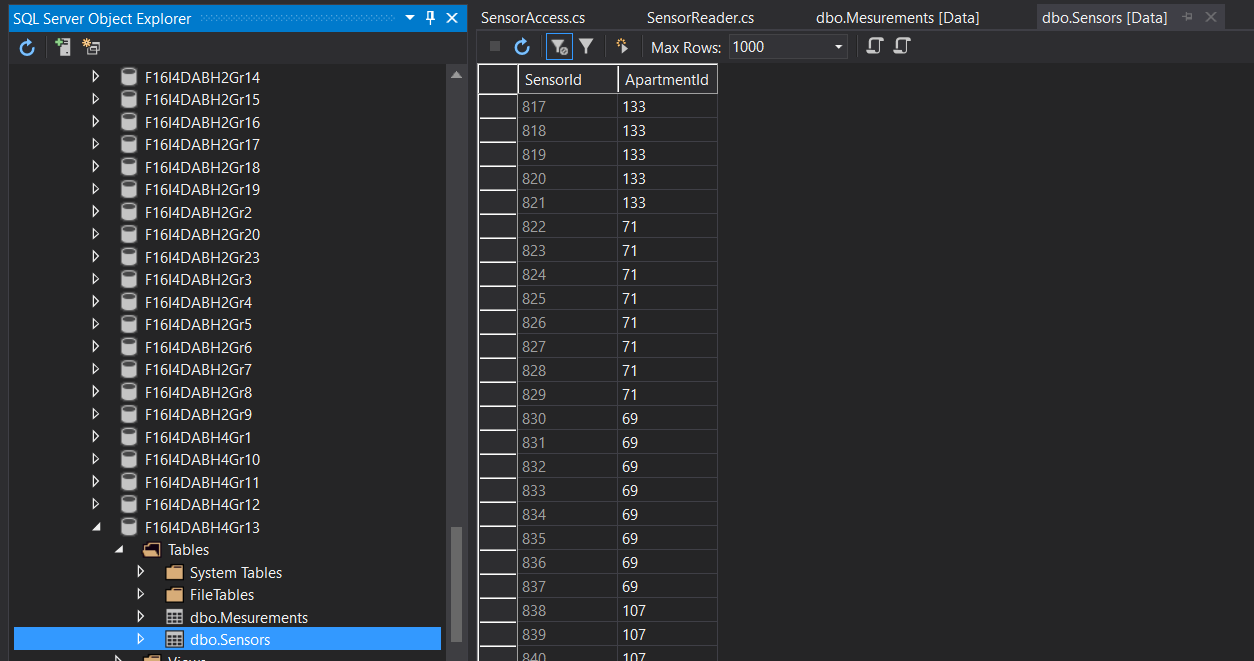 SQL Server Object Explorer
F16I4DABH2Gr14
F16I4DABH2Gr15
F16I4DABH2Gr16
F16I4DABH2Gr17
F16I4DABH2Gr18
F16I4DABH2Gr19
F16I4DABH2Gr2
F16I4DABH2Gr20
F16I4DABH2Gr23
F16I4DABH2Gr3
F16I4DABH2Gr4
F16I4DABH2Gr5
F16I4DABH2Gr6
F16I4DABH2Gr7
F16I4DABH2Gr8
F16I4DABH2Gr9
F16I4DABH4Gr1
F16I4DABH4Gr10
F16I4DABH4Gr11
F16I4DABH4Gr12
F16I4DABH4Gr13
Tables
System Tables
FileTables
dbo.Mesurements
dbo.Sensors
Views
SensorAccess.cs SensorReader.cs dbo.Mesurements [Data] dbo.Sensors [Data]
Max Rows: 1000
SensorId ApartmentId
817 133
818 133
819 133
820 133
821 133
822 71
823 71
824 71
825 71
826 71
827 71
828 71
829 71
830 69
831 69
832 69
833 69
834 69
835 69
836 69
837 69
838 107
839 107
840 107